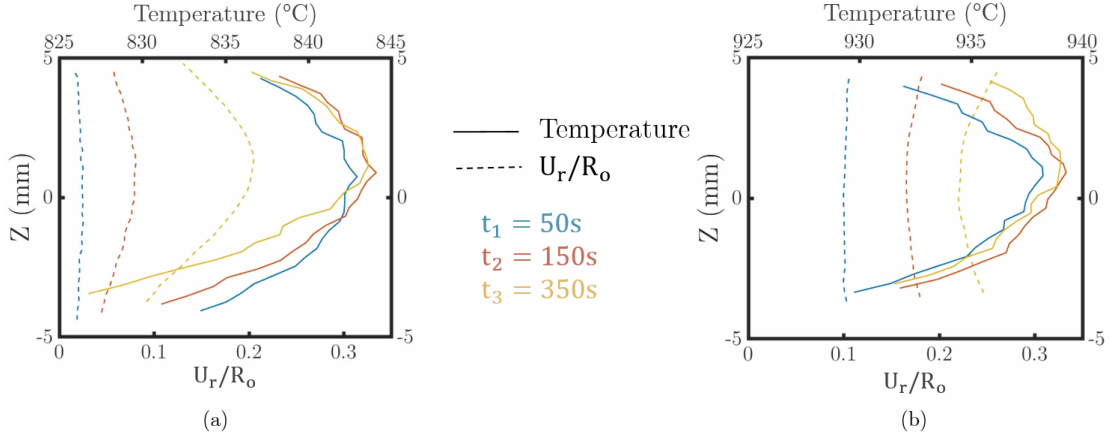 Temperature (°C)
825 830 835 840 845
5 5
Z (mm)
0 0
-5 -5
0 0.1 0.2 0.3
Uᵣ/Rₒ
(a)
Temperature
Uᵣ/Rₒ
t₁ = 50s
t₂ = 150s
t₃ = 350s
Temperature (°C)
925 930 935 940
5 5
Z (mm)
0 0
-5 -5
0 0.1 0.2 0.3
Uᵣ/Rₒ
(b)